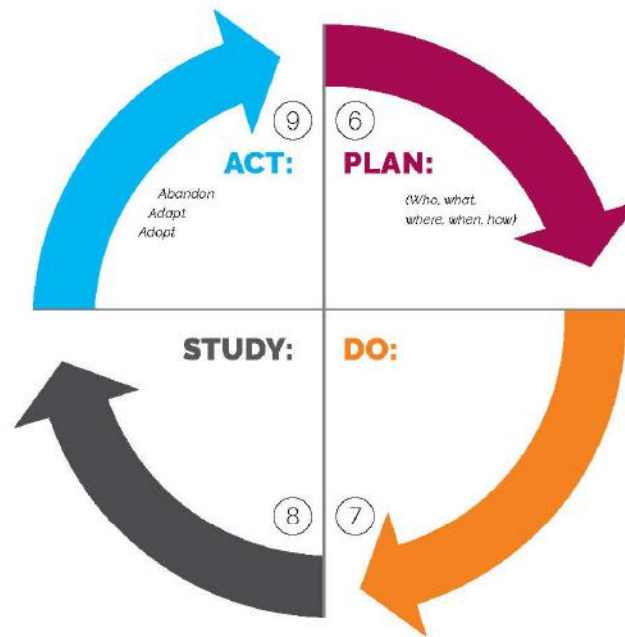 9
6
ACT:
PLAN:
Abandon
Adapt
Adopt
(Who, what,
where, when, how)
STUDY:
DO:
8
7